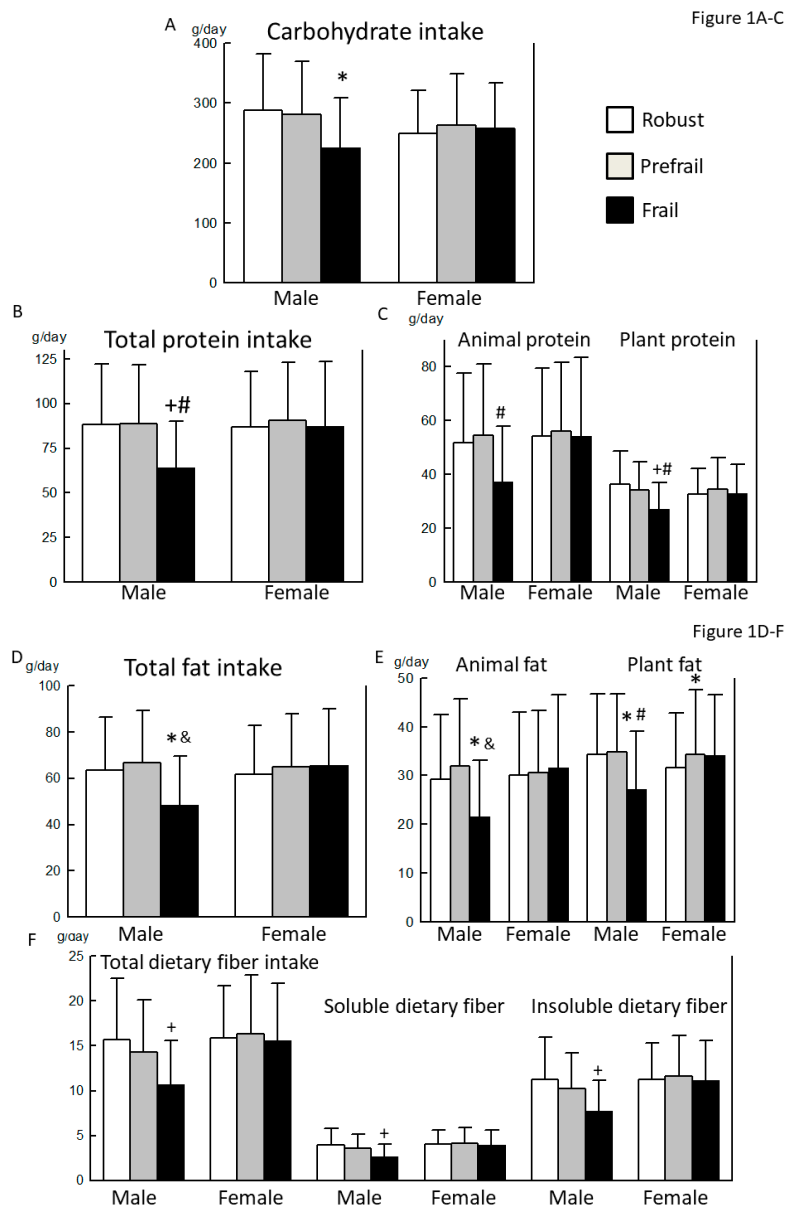 Figure 1A-C
A
g/day
Carbohydrate intake
400
300
200
100
0
*
Male
Female
Robust
Prefrail
Frail
B
g/day
Total protein intake
125
100
75
50
25
0
+#
Male
Female
C
g/day
Animal protein
Plant protein
80
60
40
20
0
#
+#
Male
Female
Male
Female
Figure 1D-F
D
g/day
Total fat intake
100
80
60
40
20
0
*&
Male
Female
E
g/day
Animal fat
Plant fat
50
40
30
20
10
0
*&
*#
*
Male
Female
Male
Female
F
g/day
Total dietary fiber intake
Soluble dietary fiber
Insoluble dietary fiber
25
20
15
10
5
0
+
+
+
Male
Female
Male
Female
Male
Female